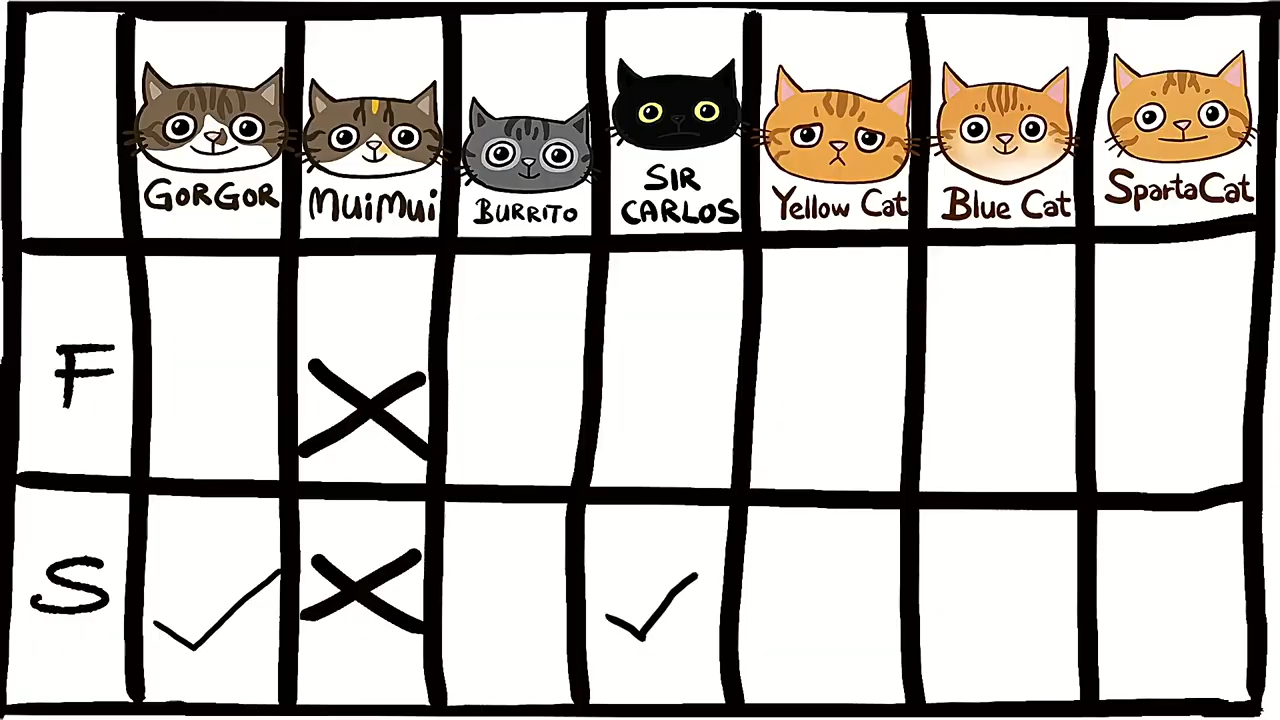 GORGOR
MuiMui
BURRITO
SIR
CARLOS
Yellow Cat
Blue Cat
SpartaCat
F
S